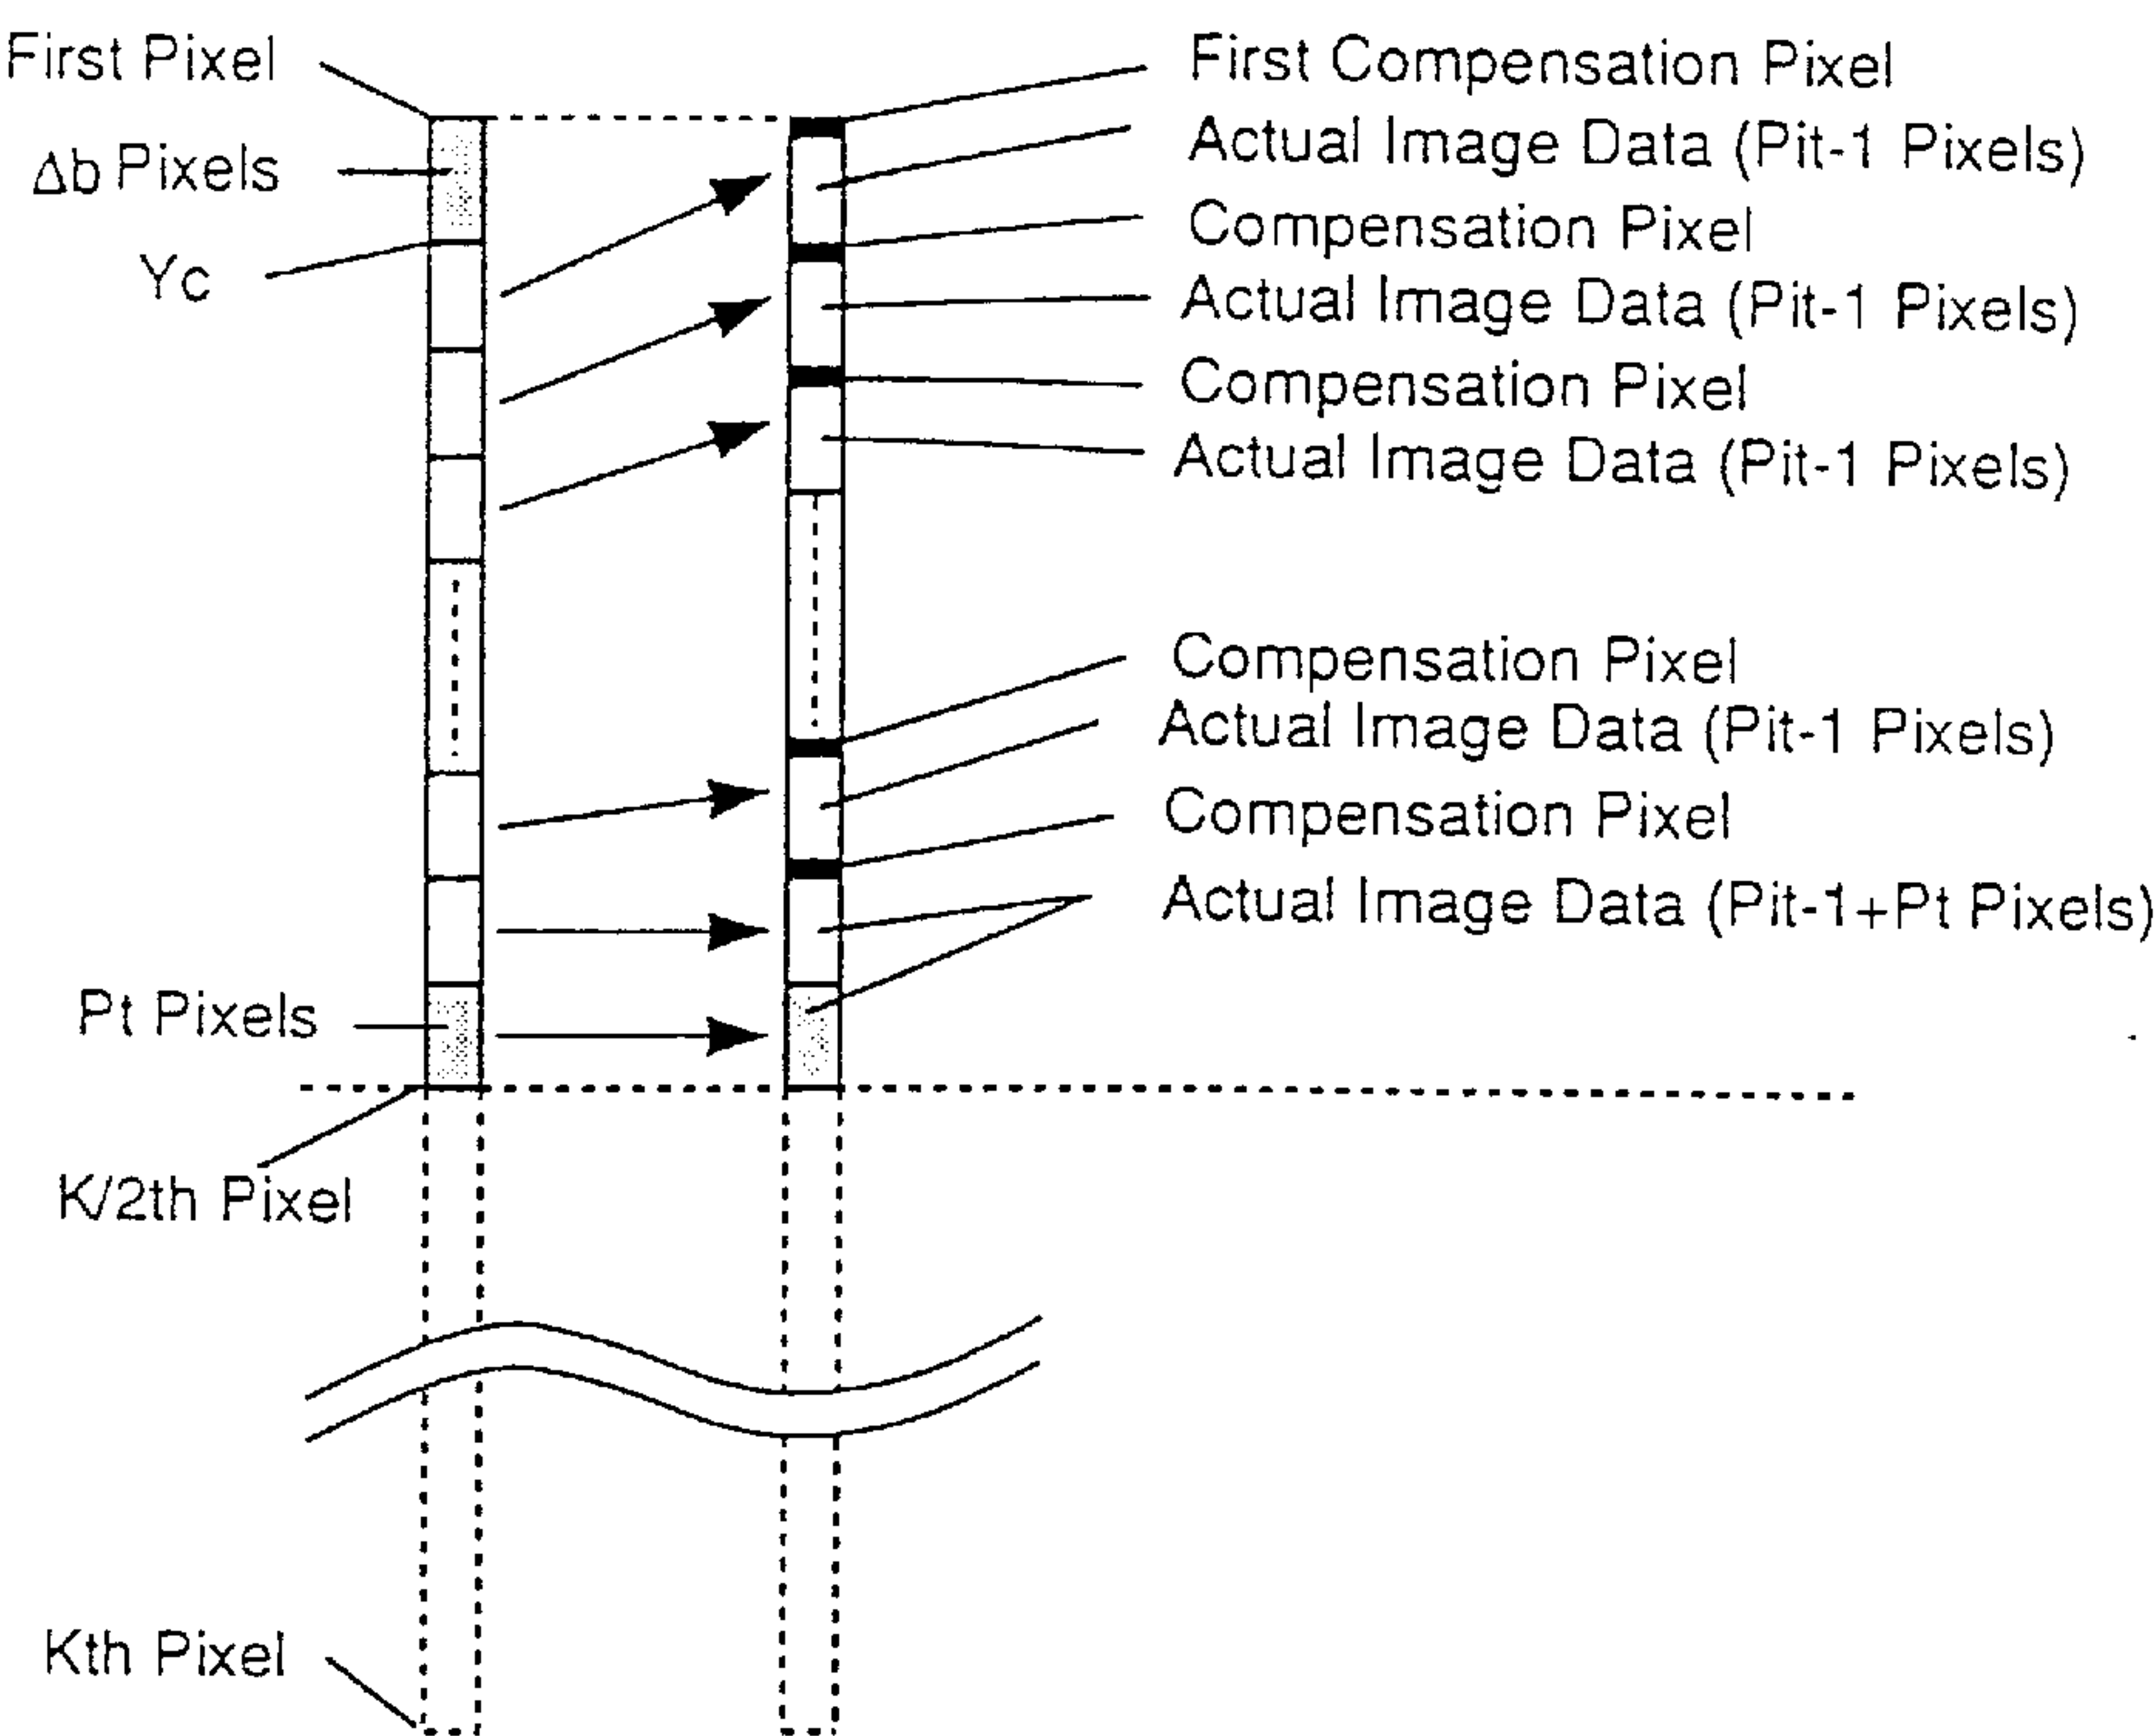 First Pixel
Δb Pixels
Yc
First Compensation Pixel
Actual Image Data (Pit-1 Pixels)
Compensation Pixel
Actual Image Data (Pit-1 Pixels)
Compensation Pixel
Actual Image Data (Pit-1 Pixels)
Compensation Pixel
Actual Image Data (Pit-1 Pixels)
Compensation Pixel
Actual Image Data (Pit-1+Pt Pixels)
Pt Pixels
K/2th Pixel
Kth Pixel